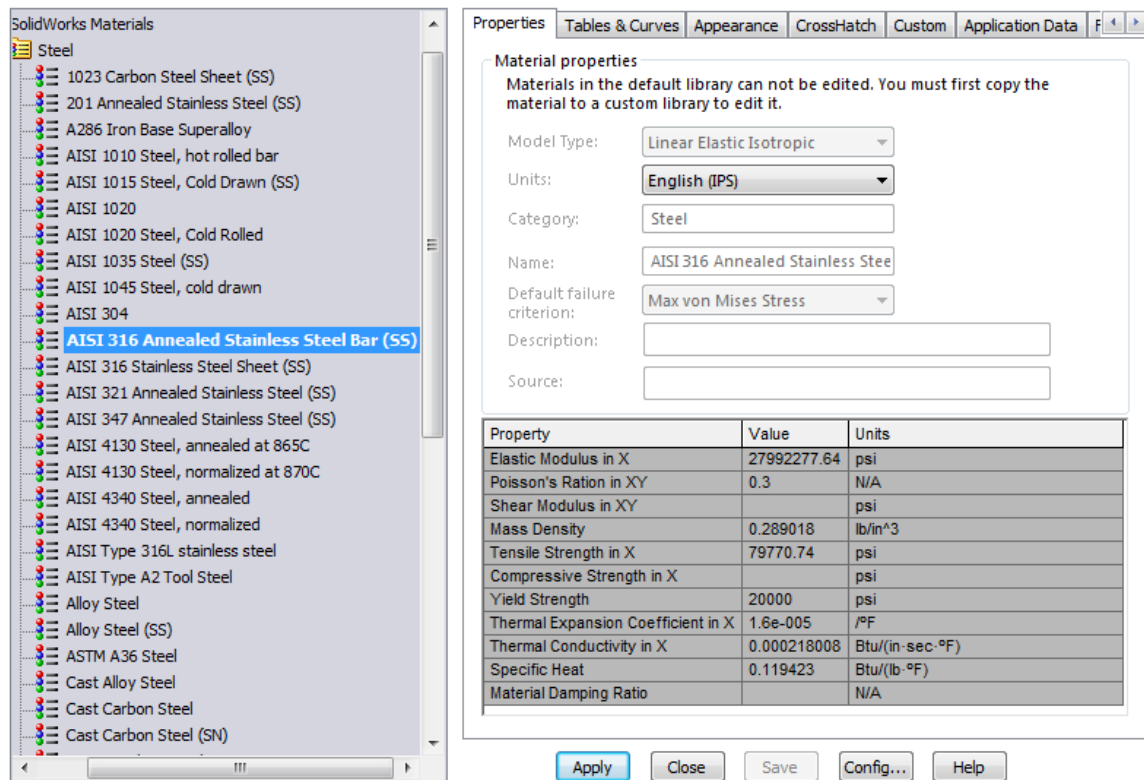 SolidWorks Materials
Steel
1023 Carbon Steel Sheet (SS)
201 Annealed Stainless Steel (SS)
A286 Iron Base Superalloy
AISI 1010 Steel, hot rolled bar
AISI 1015 Steel, Cold Drawn (SS)
AISI 1020
AISI 1020 Steel, Cold Rolled
AISI 1035 Steel (SS)
AISI 1045 Steel, cold drawn
AISI 304
AISI 316 Annealed Stainless Steel Bar (SS)
AISI 316 Stainless Steel Sheet (SS)
AISI 321 Annealed Stainless Steel (SS)
AISI 347 Annealed Stainless Steel (SS)
AISI 4130 Steel, annealed at 865C
AISI 4130 Steel, normalized at 870C
AISI 4340 Steel, annealed
AISI 4340 Steel, normalized
AISI Type 316L stainless steel
AISI Type A2 Tool Steel
Alloy Steel
Alloy Steel (SS)
ASTM A36 Steel
Cast Alloy Steel
Cast Carbon Steel
Cast Carbon Steel (SN)
Properties Tables & Curves Appearance CrossHatch Custom Application Data F
Material properties
Materials in the default library can not be edited. You must first copy the
material to a custom library to edit it.
Model Type: Linear Elastic Isotropic
Units: English (IPS)
Category: Steel
Name: AISI 316 Annealed Stainless Stee
Default failure
criterion: Max von Mises Stress
Description:
Source:
Property Value Units
Elastic Modulus in X 27992277.64 psi
Poisson's Ration in XY 0.3 N/A
Shear Modulus in XY psi
Mass Density 0.289018 lb/in^3
Tensile Strength in X 79770.74 psi
Compressive Strength in X psi
Yield Strength 20000 psi
Thermal Expansion Coefficient in X 1.6e-005 /ºF
Thermal Conductivity in X 0.000218008 Btu/(in·sec·ºF)
Specific Heat 0.119423 Btu/(lb·ºF)
Material Damping Ratio N/A
Apply Close Save Config... Help